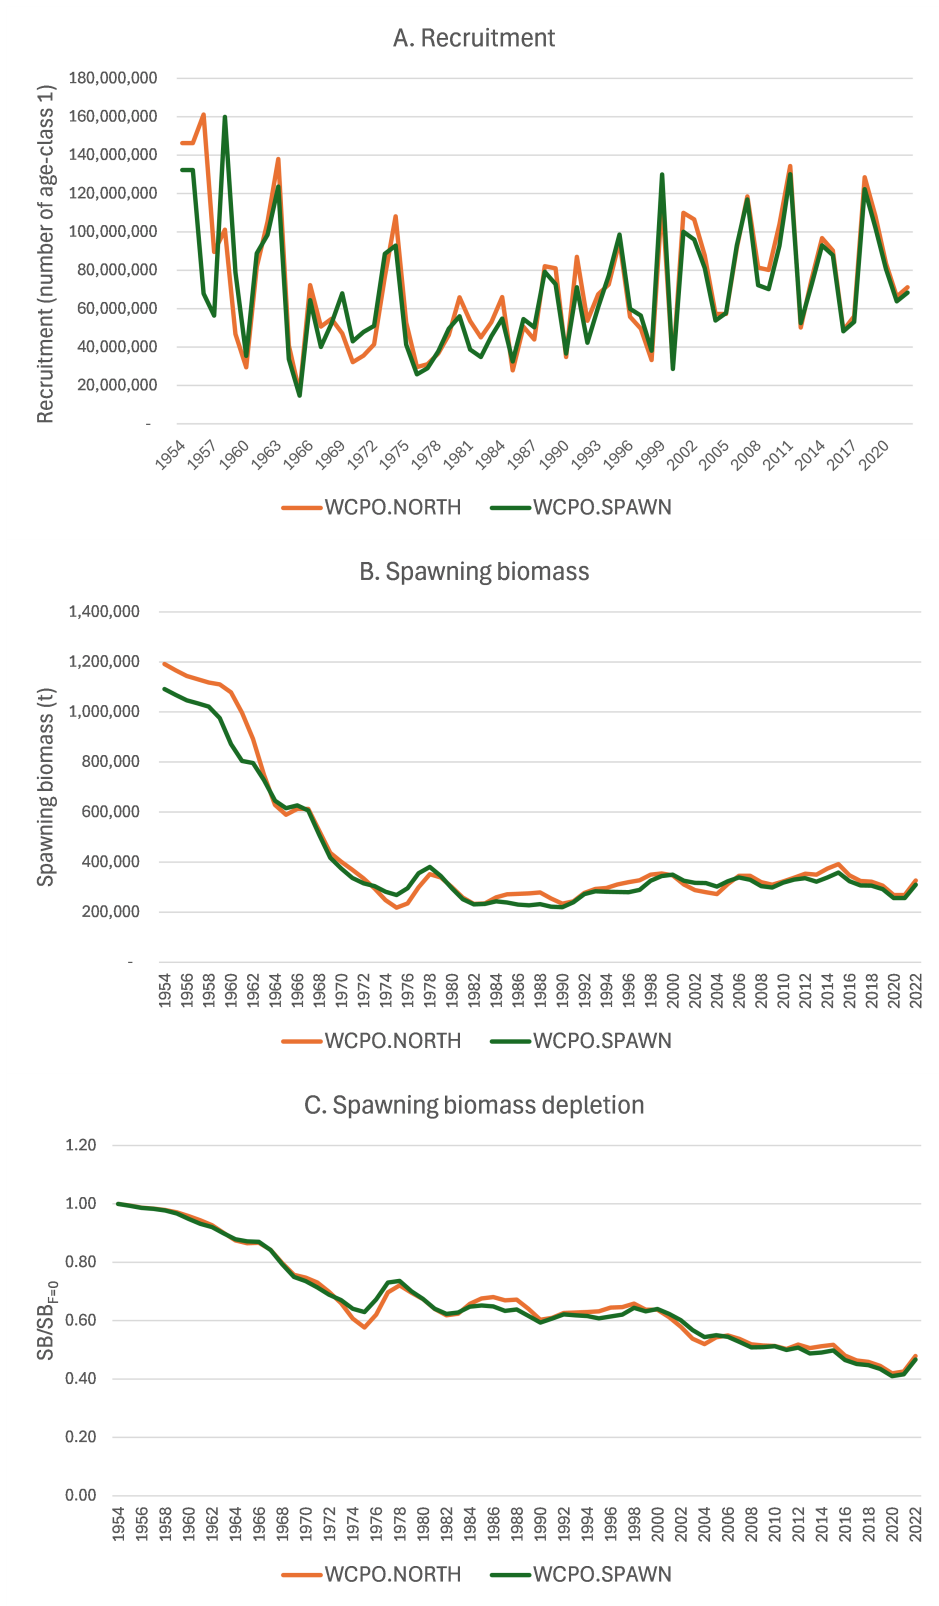 A. Recruitment
Recruitment (number of age-class 1)
180,000,000
160,000,000
140,000,000
120,000,000
100,000,000
80,000,000
60,000,000
40,000,000
20,000,000
-
1954 1957 1960 1963 1966 1969 1972 1975 1978 1981 1984 1987 1990 1993 1996 1999 2002 2005 2008 2011 2014 2017 2020
WCPO.NORTH WCPO.SPAWN
B. Spawning biomass
Spawning biomass (t)
1,400,000
1,200,000
1,000,000
800,000
600,000
400,000
200,000
-
1954 1956 1958 1960 1962 1964 1966 1968 1970 1972 1974 1976 1978 1980 1982 1984 1986 1988 1990 1992 1994 1996 1998 2000 2002 2004 2006 2008 2010 2012 2014 2016 2018 2020 2022
WCPO.NORTH WCPO.SPAWN
C. Spawning biomass depletion
SB/SBF=0
1.20
1.00
0.80
0.60
0.40
0.20
0.00
1954 1956 1958 1960 1962 1964 1966 1968 1970 1972 1974 1976 1978 1980 1982 1984 1986 1988 1990 1992 1994 1996 1998 2000 2002 2004 2006 2008 2010 2012 2014 2016 2018 2020 2022
WCPO.NORTH WCPO.SPAWN